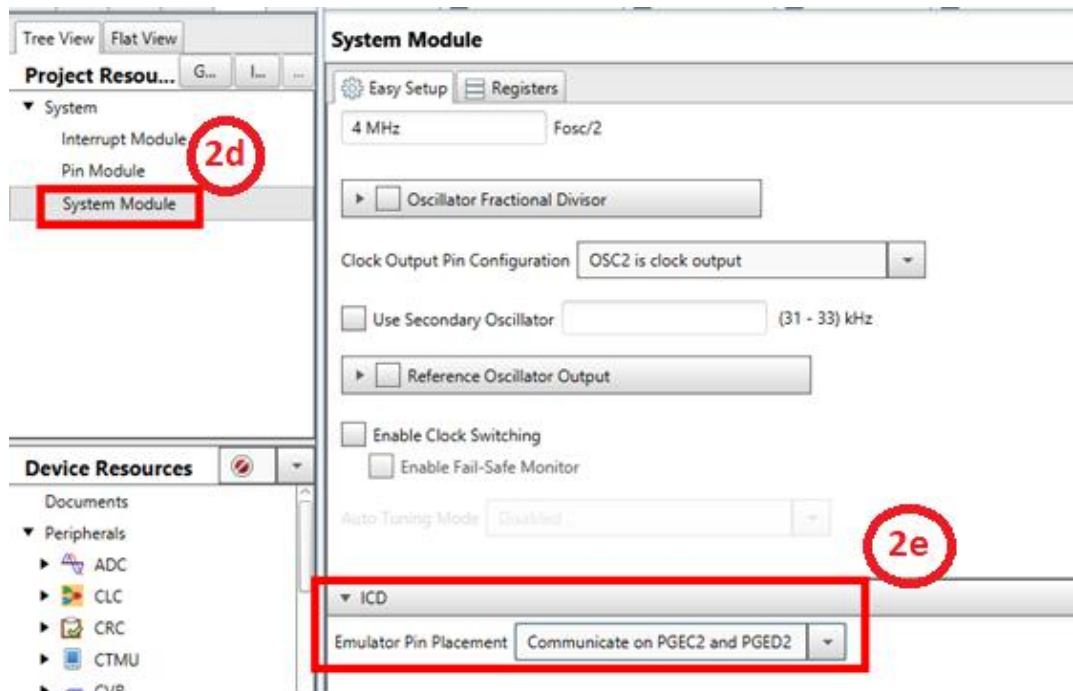 Tree View Flat View
Project Resou... G... I... ...
System
Interrupt Module
Pin Module
System Module
2d
Device Resources
Documents
Peripherals
ADC
CLC
CRC
CTMU
System Module
Easy Setup Registers
4 MHz Fosc/2
Oscillator Fractional Divisor
Clock Output Pin Configuration OSC2 is clock output
Use Secondary Oscillator (31 - 33) kHz
Reference Oscillator Output
Enable Clock Switching
Enable Fail-Safe Monitor
Auto Tuning Mode Disabled
2e
ICD
Emulator Pin Placement Communicate on PGEC2 and PGED2